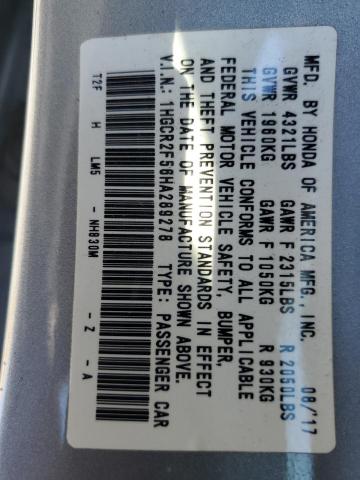 MFD. BY HONDA OF AMERICA MFG., INC. 08/'17
GVWR 4321LBS GAWR F 2315LBS R 2050LBS
GVWR 1960KG GAWR F 1050KG R 930KG
THIS VEHICLE CONFORMS TO ALL APPLICABLE
FEDERAL MOTOR VEHICLE SAFETY, BUMPER,
AND THEFT PREVENTION STANDARDS IN EFFECT
ON THE DATE OF MANUFACTURE SHOWN ABOVE.
V.I.N.: 1HGCR2F56HA289278 TYPE: PASSENGER CAR
T2F H LM5 - NH830M - Z - A